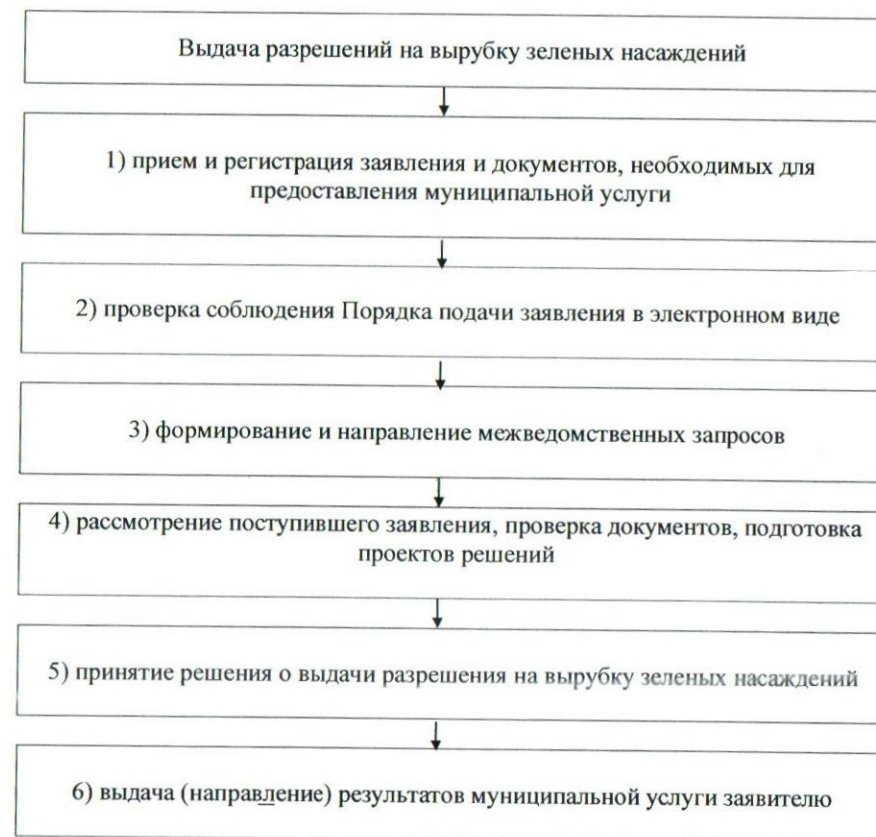 Выдача разрешений на вырубку зеленых насаждений
1) прием и регистрация заявления и документов, необходимых для
предоставления муниципальной услуги
2) проверка соблюдения Порядка подачи заявления в электронном виде
3) формирование и направление межведомственных запросов
4) рассмотрение поступившего заявления, проверка документов, подготовка
проектов решений
5) принятие решения о выдачи разрешения на вырубку зеленых насаждений
6) выдача (направление) результатов муниципальной услуги заявителю